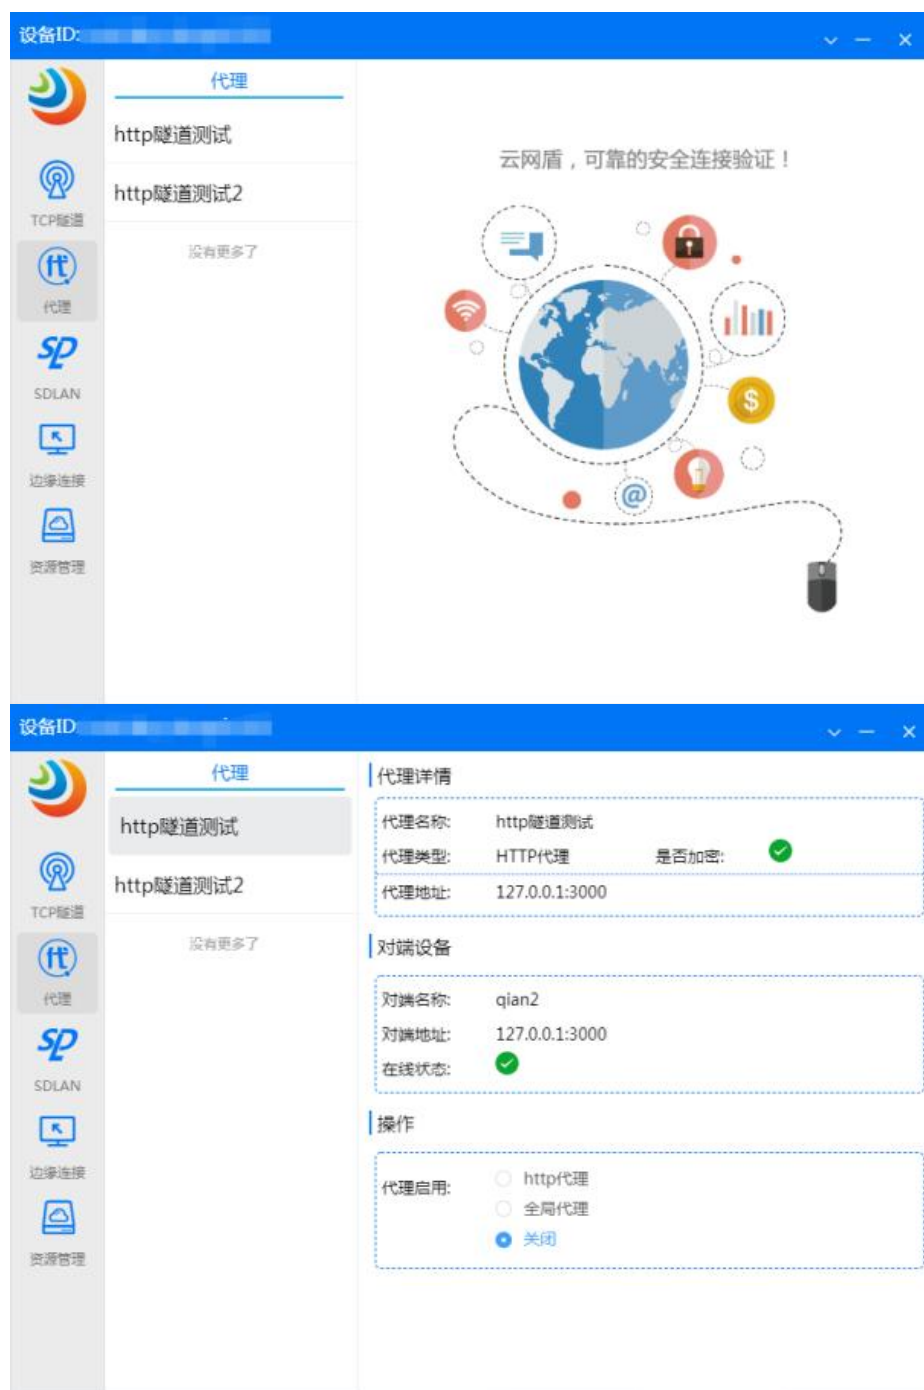 设备ID:
代理
http隧道测试
http隧道测试2
没有更多了
TCP隧道
代理
SDLAN
边缘连接
资源管理
云网盾，可靠的安全连接验证！
@
$
设备ID
代理
http隧道测试
http隧道测试2
没有更多了
TCP隧道
代理
SDLAN
边缘连接
资源管理
代理详情
代理名称: http隧道测试
代理类型: HTTP代理 是否加密:
代理地址: 127.0.0.1:3000
对端设备
对端名称: qian2
对端地址: 127.0.0.1:3000
在线状态:
操作
代理启用: http代理
全局代理
关闭